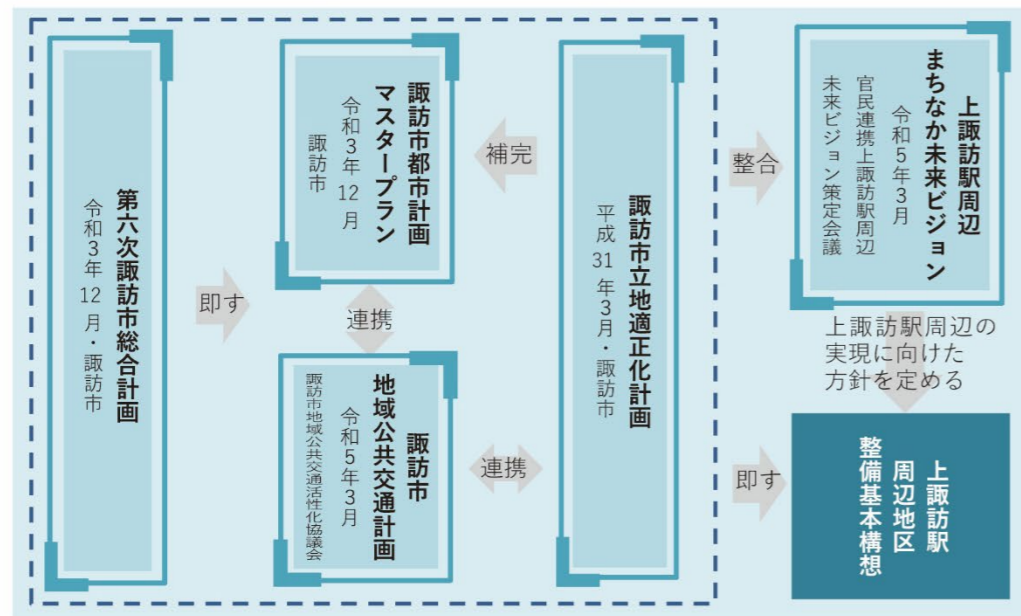 第六次諏訪市総合計画
令和3年12月・諏訪市
即す
諏訪市都市計画
マスタープラン
令和3年12月
諏訪市
連携
諏訪市
地域公共交通計画
令和5年3月
諏訪市地域公共交通活性化協議会
補完
連携
諏訪市立地適正化計画
平成31年3月・諏訪市
整合
即す
上諏訪駅周辺
まちなか未来ビジョン
令和5年3月
官民連携上諏訪駅周辺
未来ビジョン策定会議
上諏訪駅周辺の
実現に向けた
方針を定める
上諏訪駅
周辺地区
整備基本構想